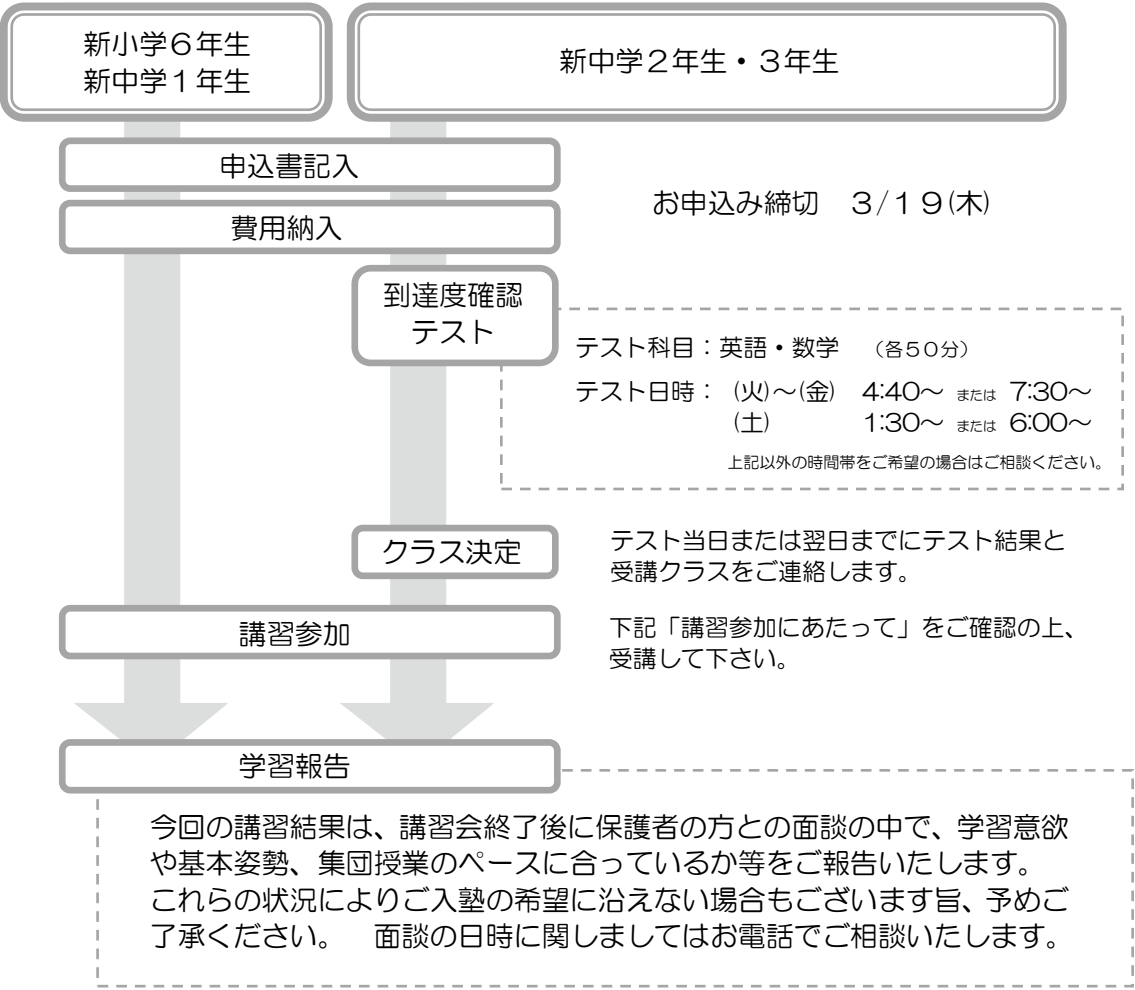 新小学６年生
新中学１年生
新中学２年生・３年生
申込書記入
費用納入
お申込み締切　３/１９(木)
到達度確認
テスト
テスト科目：英語・数学　（各５０分）
テスト日時：　(火)～(金)　4:40～ または 7:30～
(土)　1:30～ または 6:00～
上記以外の時間帯をご希望の場合はご相談ください。
クラス決定
テスト当日または翌日までにテスト結果と
受講クラスをご連絡します。
講習参加
下記「講習参加にあたって」をご確認の上、
受講して下さい。
学習報告
今回の講習結果は、講習会終了後に保護者の方との面談の中で、学習意欲
や基本姿勢、集団授業のペースに合っているか等をご報告いたします。
これらの状況によりご入塾の希望に沿えない場合もございます旨、予めご
了承ください。　面談の日時に関しましてはお電話でご相談いたします。